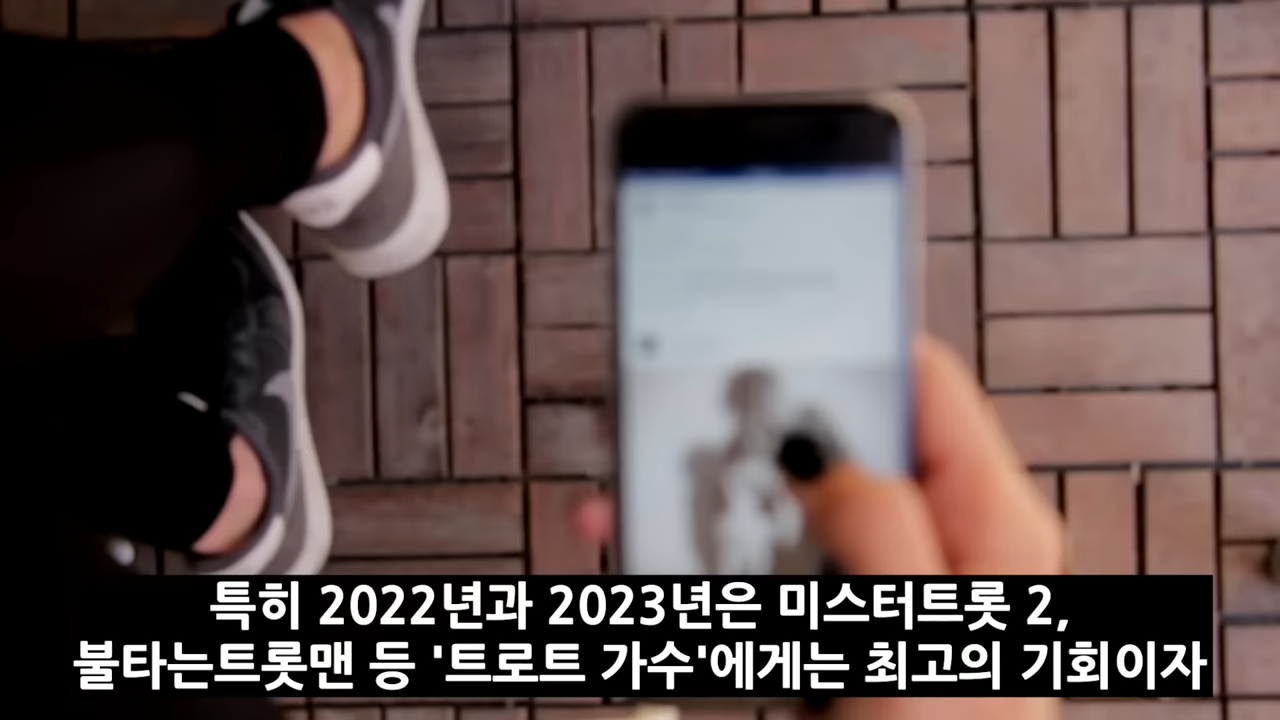 특히 2022년과 2023년은 미스터트롯 2,
불타는트롯맨 등 '트로트 가수'에게는 최고의 기회이자